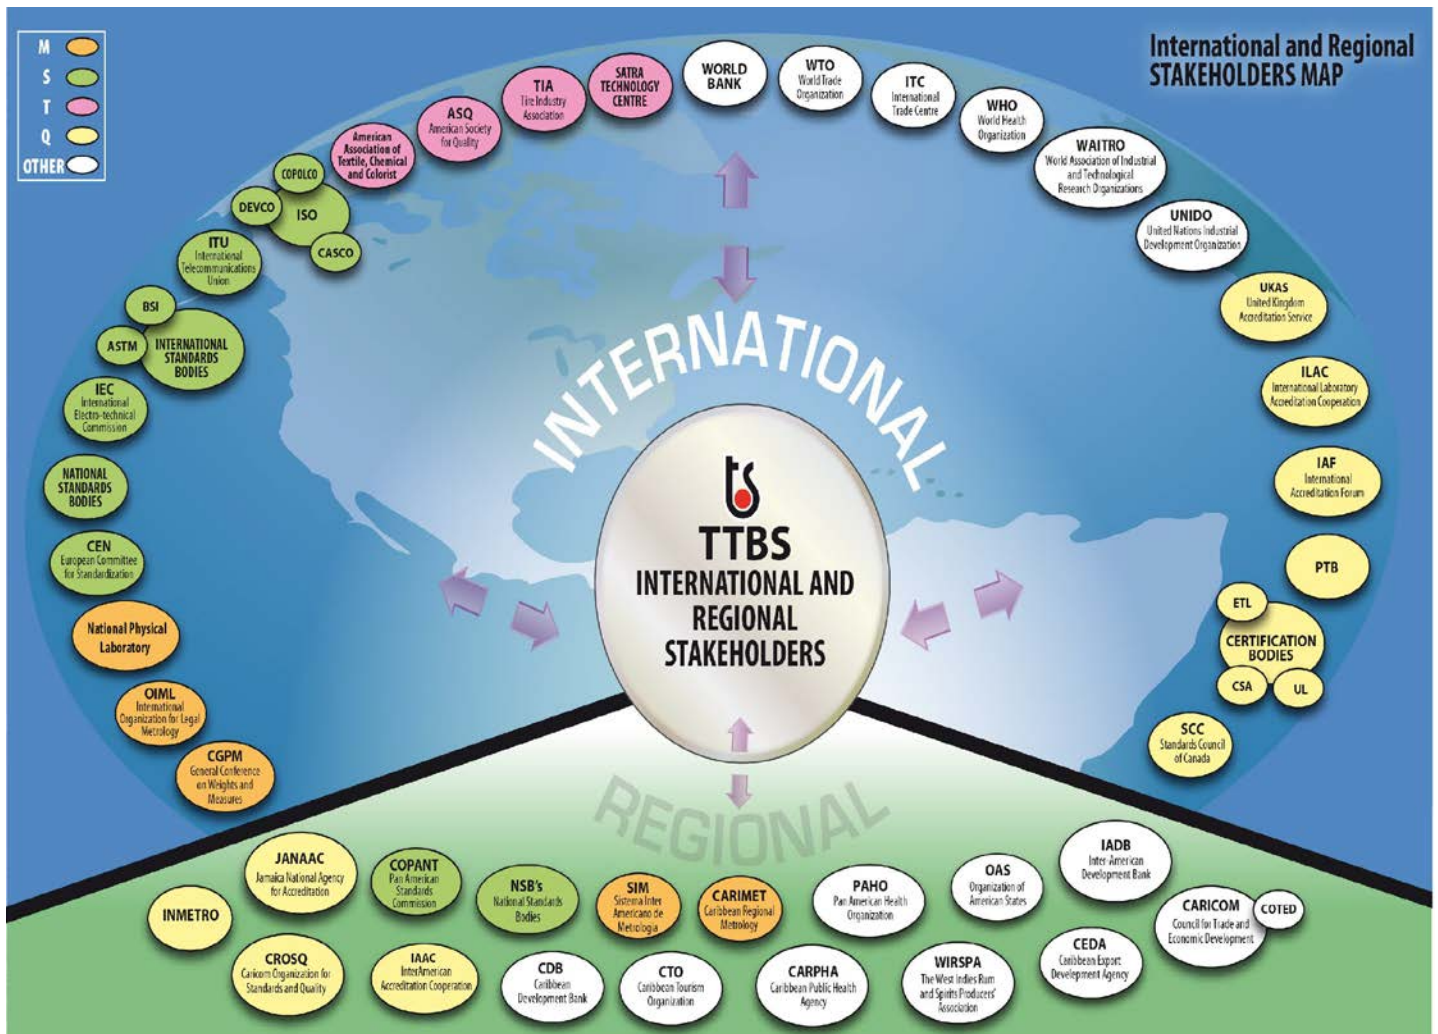 International and Regional
STAKEHOLDERS MAP
M
S
T
Q
OTHER
COPOLCO
DEVCO
ISO
CASCO
American
Association of
Textile, Chemical
and Colorist
ASQ
American Society
for Quality
TIA
Tire Industry
Association
SATRA
TECHNOLOGY
CENTRE
WORLD
BANK
WTO
World Trade
Organization
ITC
International
Trade Centre
WHO
World Health
Organization
WAITRO
World Association of Industrial
and Technological
Research Organizations
UNIDO
United Nations Industrial
Development Organization
UKAS
United Kingdom
Accreditation Service
ILAC
International Laboratory
Accreditation Cooperation
IAF
International
Accreditation Forum
PTB
ETL
CERTIFICATION
BODIES
CSA
UL
SCC
Standards Council
of Canada
ITU
International
Telecommunications
Union
BSI
ASTM
INTERNATIONAL
STANDARDS
BODIES
IEC
International
Electro-technical
Commission
NATIONAL
STANDARDS
BODIES
CEN
European Committee
for Standardization
National Physical
Laboratory
OIML
International
Organization for Legal
Metrology
CGPM
General Conference
on Weights and
Measures
INTERNATIONAL
ts
TTBS
INTERNATIONAL AND
REGIONAL
STAKEHOLDERS
REGIONAL
INMETRO
JANAAC
Jamaica National Agency
for Accreditation
COPANT
Pan American
Standards
Commission
NSB's
National Standards
Bodies
SIM
Sistema Inter
Americano de
Metrologia
CARIMET
Caribbean Regional
Metrology
PAHO
Pan American Health
Organization
OAS
Organization of
American States
IADB
Inter-American
Development Bank
CARICOM
Council for Trade and
Economic Development
COTED
CROSQ
Caricom Organization for
Standards and Quality
IAAC
InterAmerican
Accreditation Cooperation
CDB
Caribbean
Development Bank
CTO
Caribbean Tourism
Organization
CARPHA
Caribbean Public Health
Agency
WIRSPA
The West Indies Rum
and Spirits Producers'
Association
CEDA
Caribbean Export
Development Agency